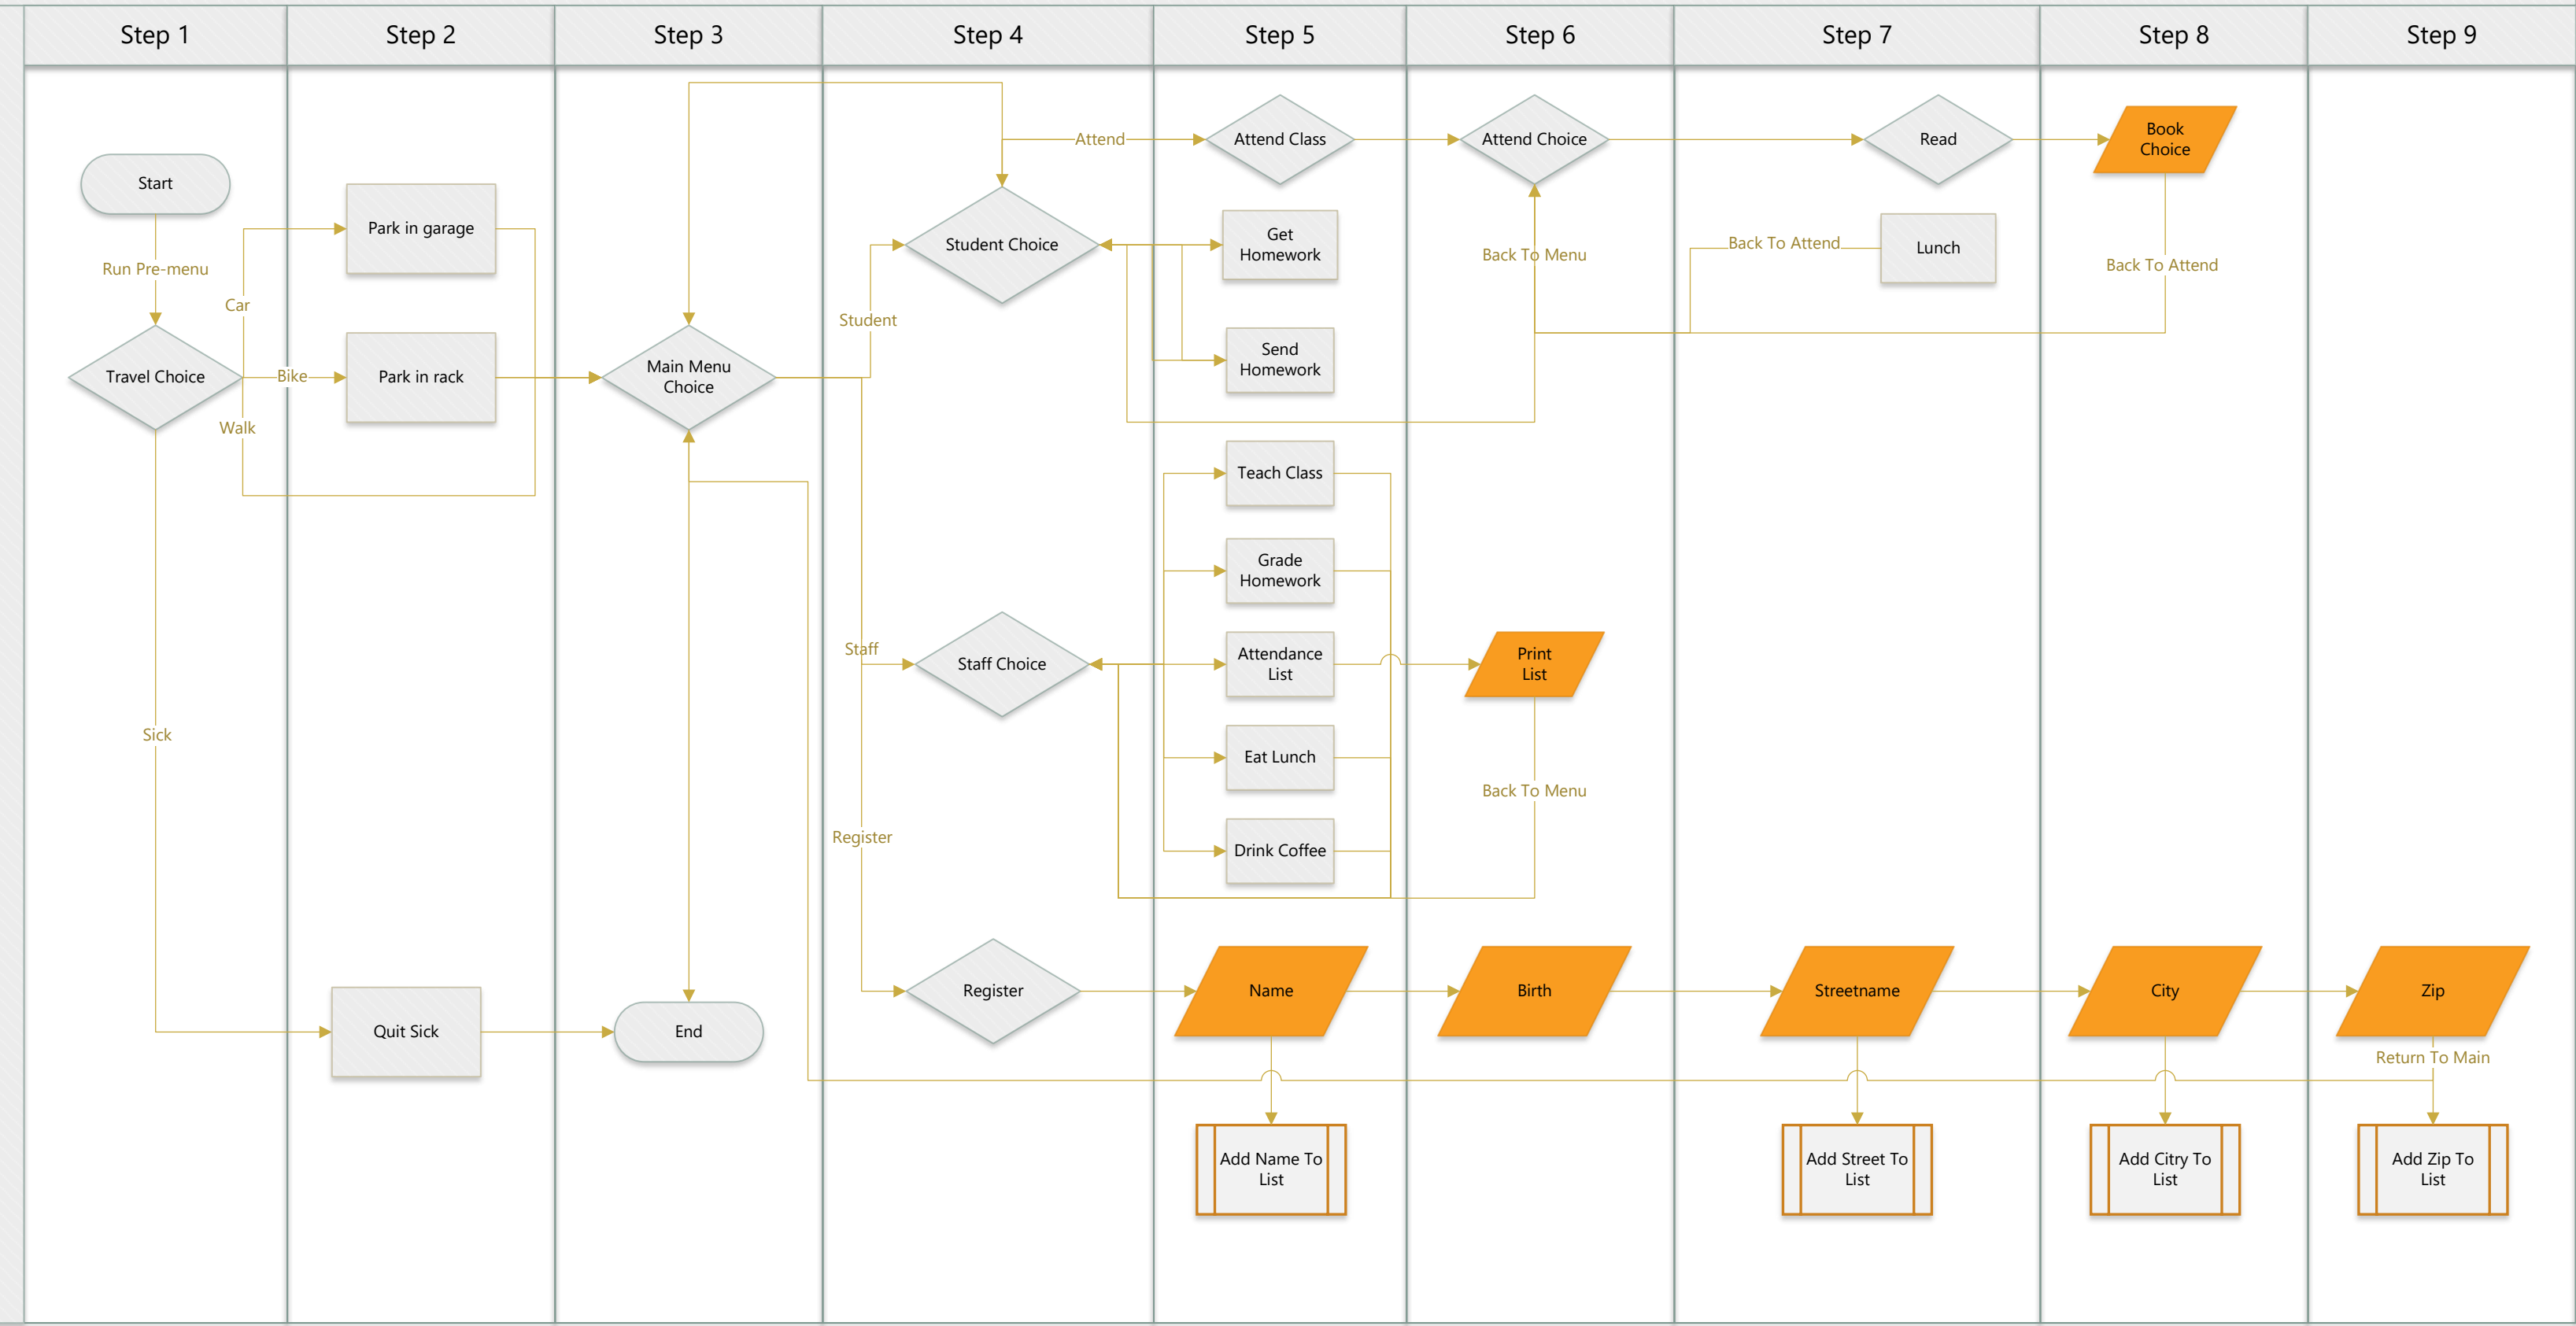 Step 1
Step 2
Step 3
Step 4
Step 5
Step 6
Step 7
Step 8
Step 9
Start
Run Pre-menu
Travel Choice
Car
Bike
Walk
Sick
Park in garage
Park in rack
Quit Sick
Main Menu
Choice
End
Student
Staff
Register
Student Choice
Staff Choice
Register
Attend
Attend Class
Get
Homework
Send
Homework
Teach Class
Grade
Homework
Attendance
List
Eat Lunch
Drink Coffee
Name
Add Name To
List
Attend Choice
Back To Menu
Print
List
Back To Menu
Birth
Read
Back To Attend
Lunch
Streetname
Add Street To
List
Book
Choice
Back To Attend
City
Add Citry To
List
Zip
Return To Main
Add Zip To
List